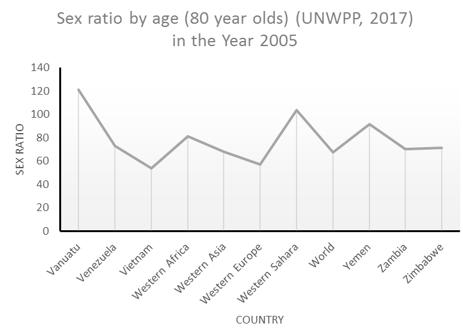 Sex ratio by age (80 year olds) (UNWPP, 2017)
in the Year 2005
140
120
100
80
60
40
20
0
SEX RATIO
Vanuatu
Venezuela
Vietnam
Western Africa
Western Asia
Western Europe
Western Sahara
World
Yemen
Zambia
Zimbabwe
COUNTRY